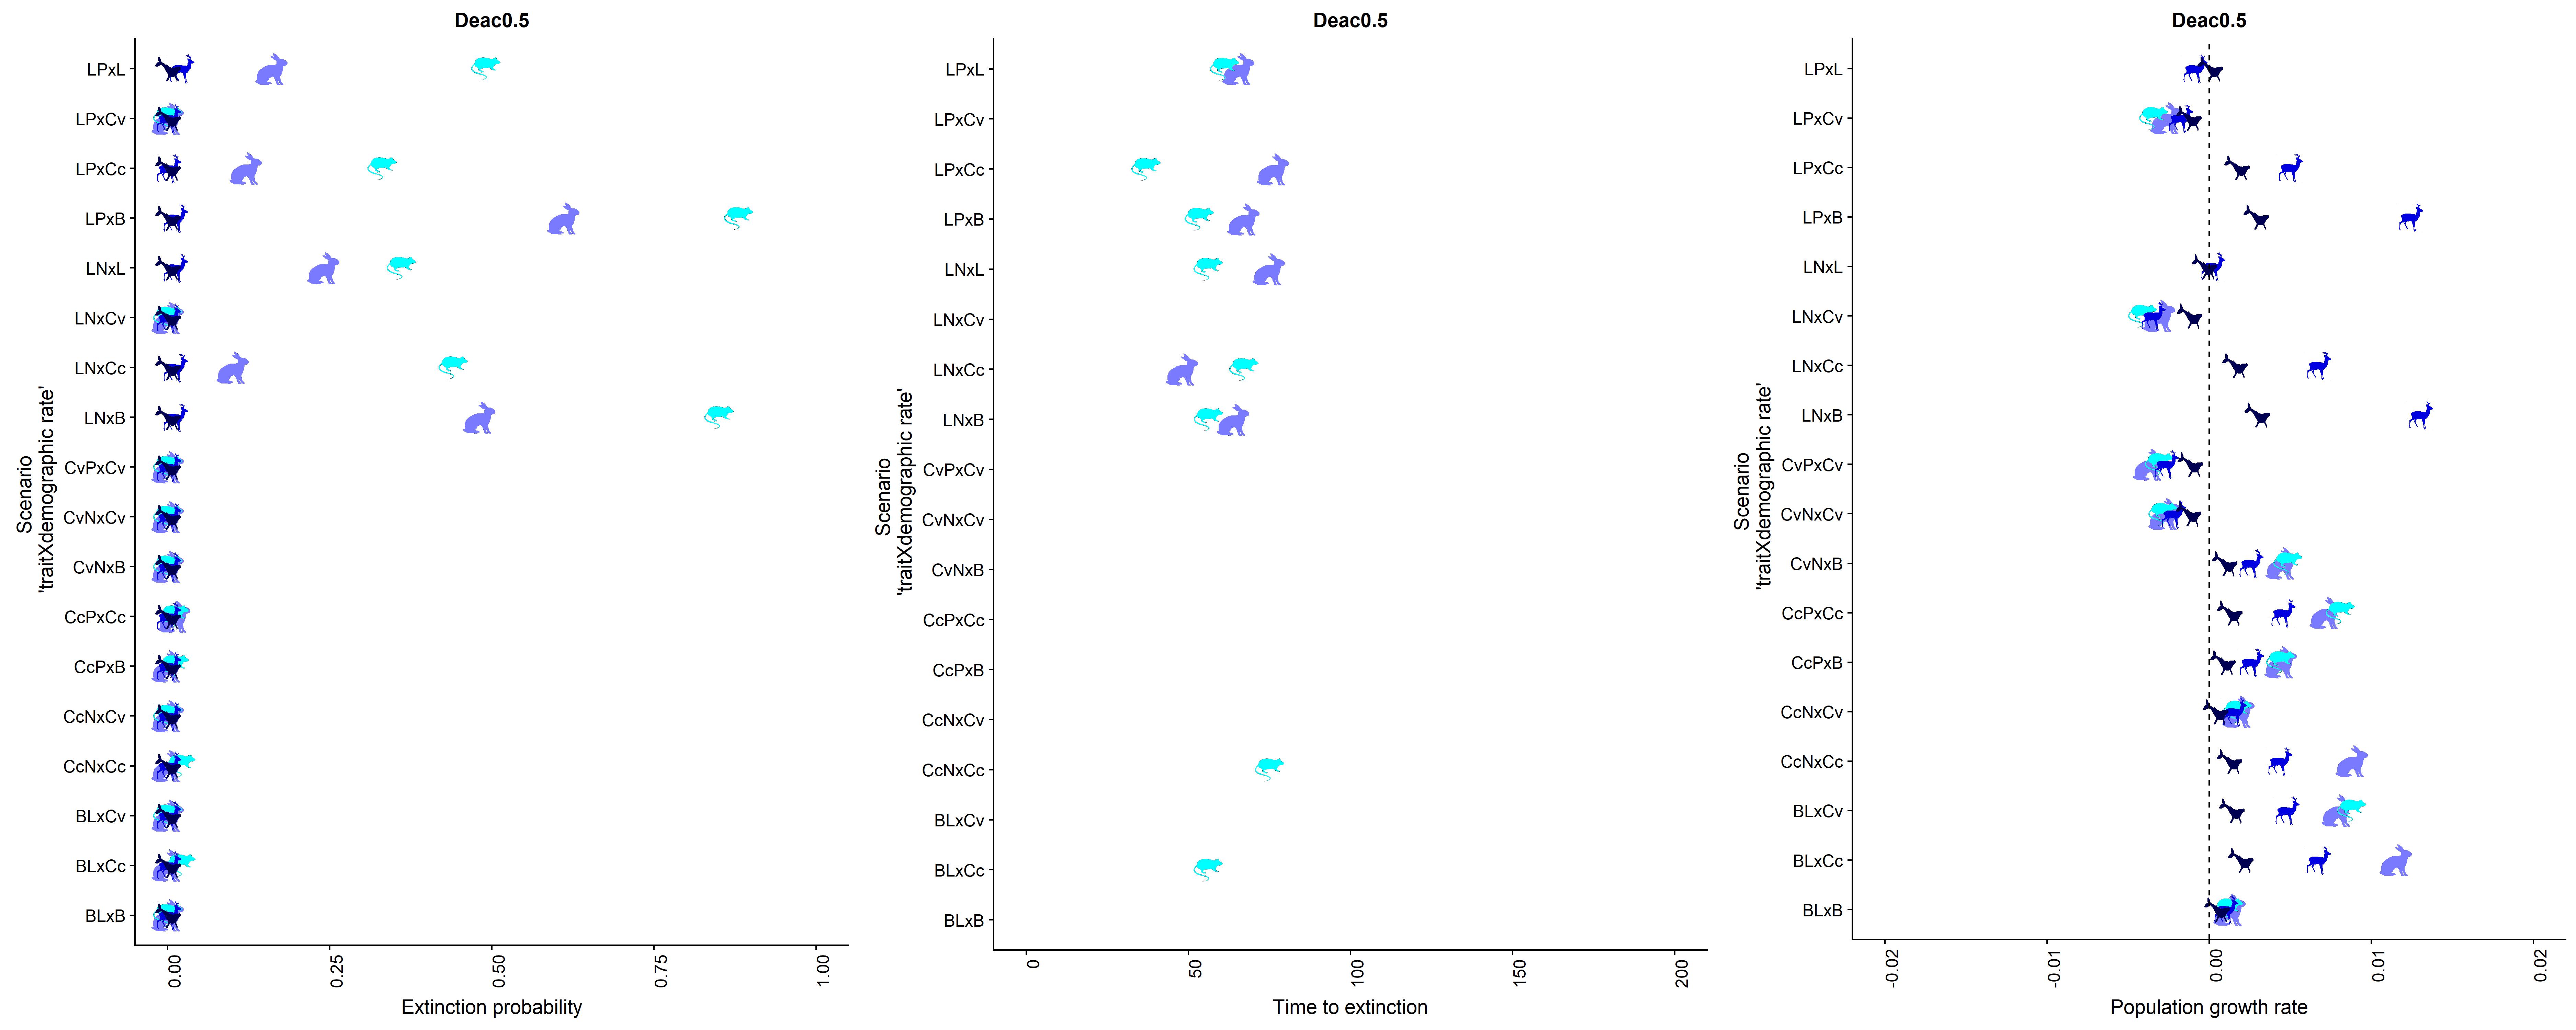 Deac0.5
Scenario
'traitXdemographic rate'
LPxL
LPxCv
LPxCc
LPxB
LNxL
LNxCv
LNxCc
LNxB
CvPxCv
CvNxCv
CvNxB
CcPxCc
CcPxB
CcNxCv
CcNxCc
BLxCv
BLxCc
BLxB
0.00
0.25
0.50
0.75
1.00
Extinction probability
Deac0.5
Scenario
'traitXdemographic rate'
LPxL
LPxCv
LPxCc
LPxB
LNxL
LNxCv
LNxCc
LNxB
CvPxCv
CvNxCv
CvNxB
CcPxCc
CcPxB
CcNxCv
CcNxCc
BLxCv
BLxCc
BLxB
0
50
100
150
200
Time to extinction
Deac0.5
Scenario
'traitXdemographic rate'
LPxL
LPxCv
LPxCc
LPxB
LNxL
LNxCv
LNxCc
LNxB
CvPxCv
CvNxCv
CvNxB
CcPxCc
CcPxB
CcNxCv
CcNxCc
BLxCv
BLxCc
BLxB
-0.02
-0.01
0.00
0.01
0.02
Population growth rate